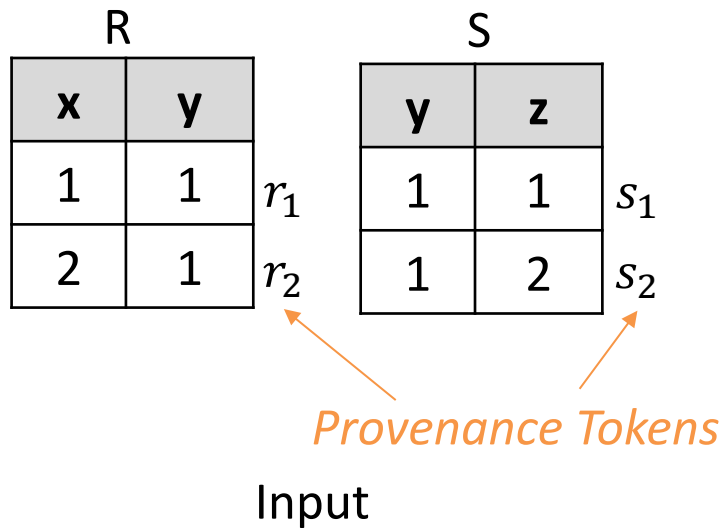 R S
x y y z
1 1 r₁ 1 1 s₁
2 1 r₂ 1 2 s₂
Provenance Tokens
Input